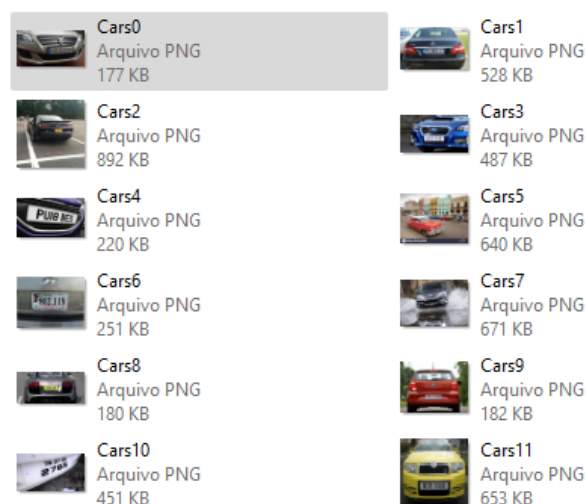 Cars0
Arquivo PNG
177 KB
Cars1
Arquivo PNG
528 KB
Cars2
Arquivo PNG
892 KB
Cars3
Arquivo PNG
487 KB
Cars4
Arquivo PNG
220 KB
Cars5
Arquivo PNG
640 KB
Cars6
Arquivo PNG
251 KB
Cars7
Arquivo PNG
671 KB
Cars8
Arquivo PNG
180 KB
Cars9
Arquivo PNG
182 KB
Cars10
Arquivo PNG
451 KB
Cars11
Arquivo PNG
653 KB